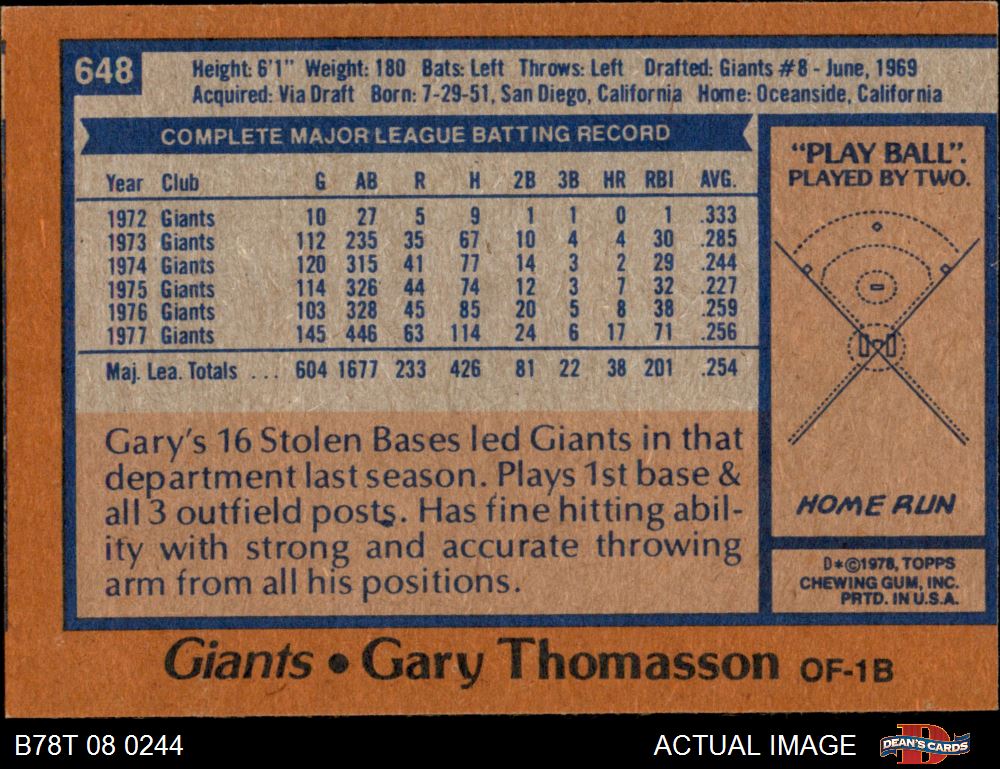 648
Height: 6'1" Weight: 180 Bats: Left Throws: Left Drafted: Giants #8 - June, 1969
Acquired: Via Draft Born: 7-29-51, San Diego, California Home: Oceanside, California
COMPLETE MAJOR LEAGUE BATTING RECORD
Year Club G AB R H 2B 3B HR RBI AVG.
1972 Giants 10 27 5 9 1 1 0 1 .333
1973 Giants 112 235 35 67 10 4 4 30 .285
1974 Giants 120 315 41 77 14 3 2 29 .244
1975 Giants 114 326 44 74 12 3 7 32 .227
1976 Giants 103 328 45 85 20 5 8 38 .259
1977 Giants 145 446 63 114 24 6 17 71 .256
Maj. Lea. Totals ... 604 1677 233 426 81 22 38 201 .254
Gary's 16 Stolen Bases led Giants in that
department last season. Plays 1st base &
all 3 outfield posts. Has fine hitting abil-
ity with strong and accurate throwing
arm from all his positions.
"PLAY BALL".
PLAYED BY TWO.
HOME RUN
D*©1978, TOPPS
CHEWING GUM, INC.
PRTD. IN U.S.A.
Giants • Gary Thomasson OF-1B
B78T 08 0244
ACTUAL IMAGE
D
DEAN'S CARDS